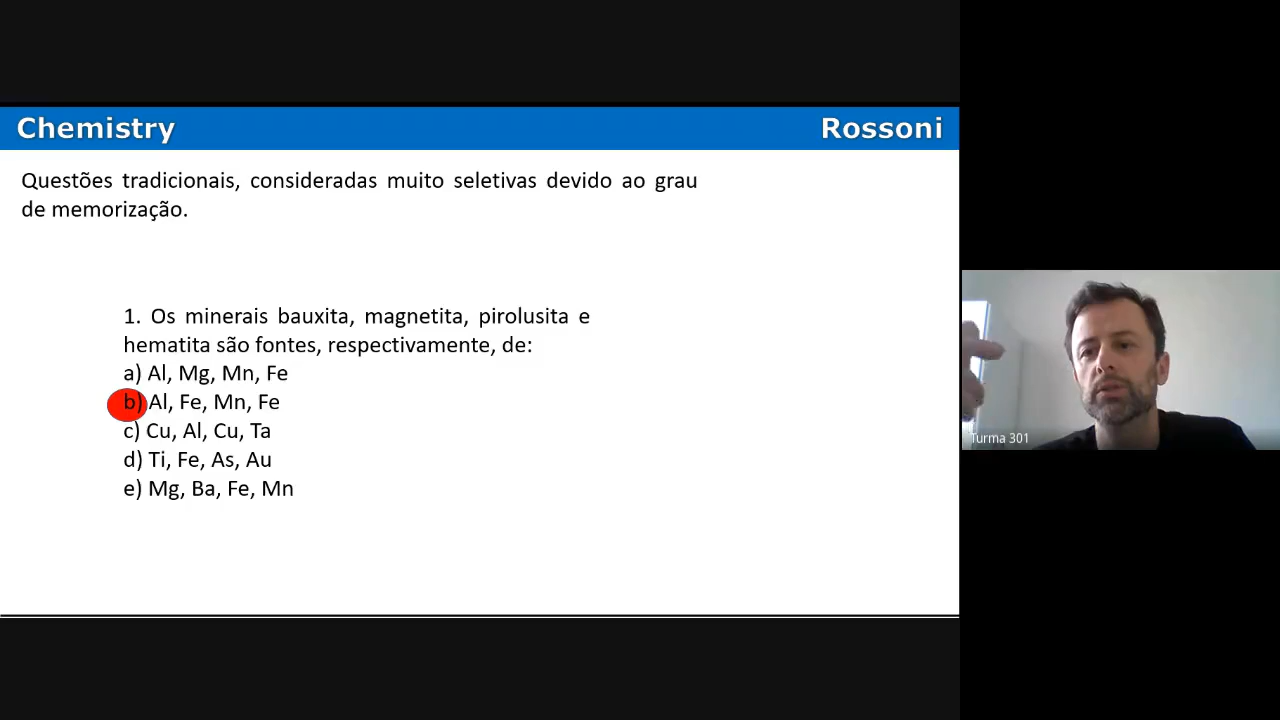 Chemistry Rossoni
Questões tradicionais, consideradas muito seletivas devido ao grau
de memorização.
1. Os minerais bauxita, magnetita, pirolusita e
hematita são fontes, respectivamente, de:
a) Al, Mg, Mn, Fe
b) Al, Fe, Mn, Fe
c) Cu, Al, Cu, Ta
d) Ti, Fe, As, Au
e) Mg, Ba, Fe, Mn
Turma 301